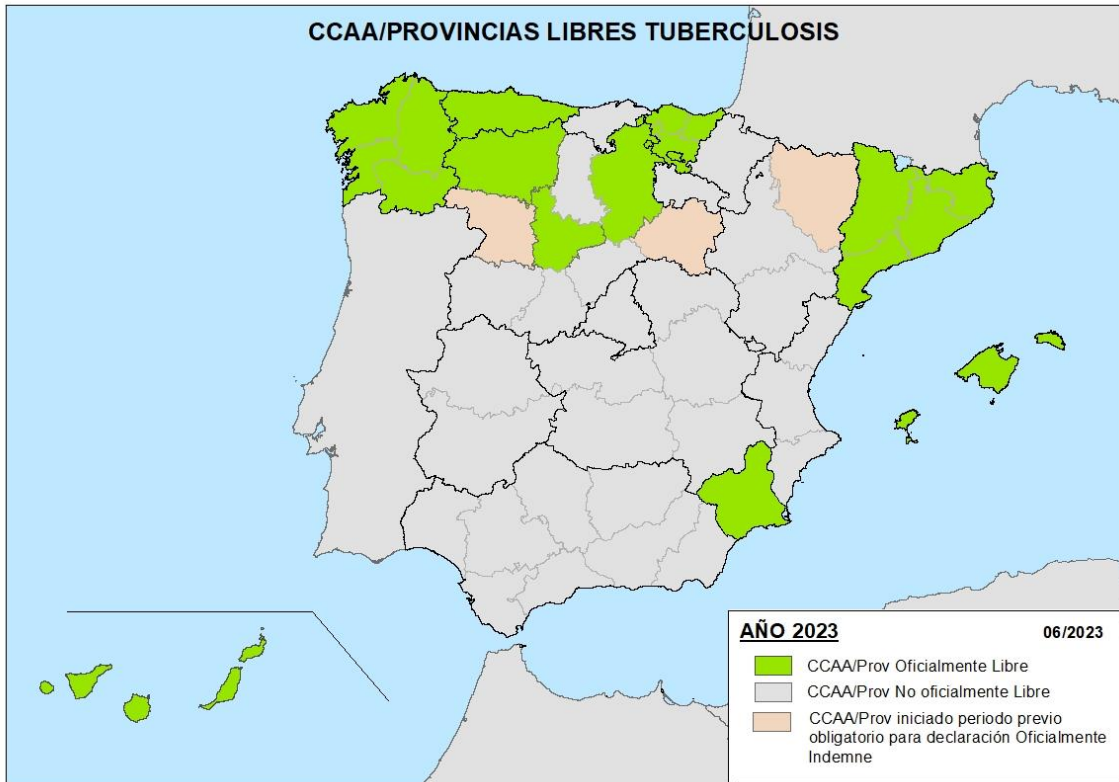 CCAA/PROVINCIAS LIBRES TUBERCULOSIS
AÑO 2023 06/2023
CCAA/Prov Oficialmente Libre
CCAA/Prov No oficialmente Libre
CCAA/Prov iniciado periodo previo
obligatorio para declaración Oficialmente
Indemne